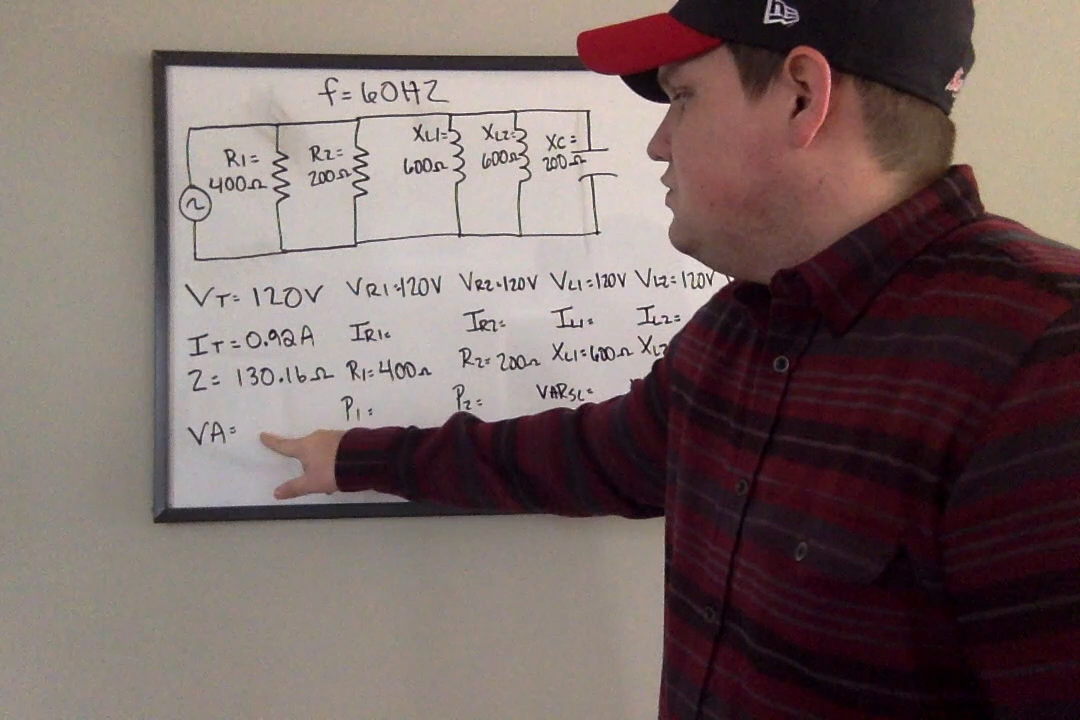 f=60HZ
R1= 400Ω
R2= 200Ω
XL1= 600Ω
XL2= 600Ω
XC= 200Ω
VT= 120V VR1=120V VR2=120V VL1=120V VL2=120V
IT=0.92A IR1= IR2= IL1= IL2=
Z= 130.16Ω R1=400Ω R2=200Ω XL1=600Ω XL2
P1= P2= VARSL=
VA=
NE